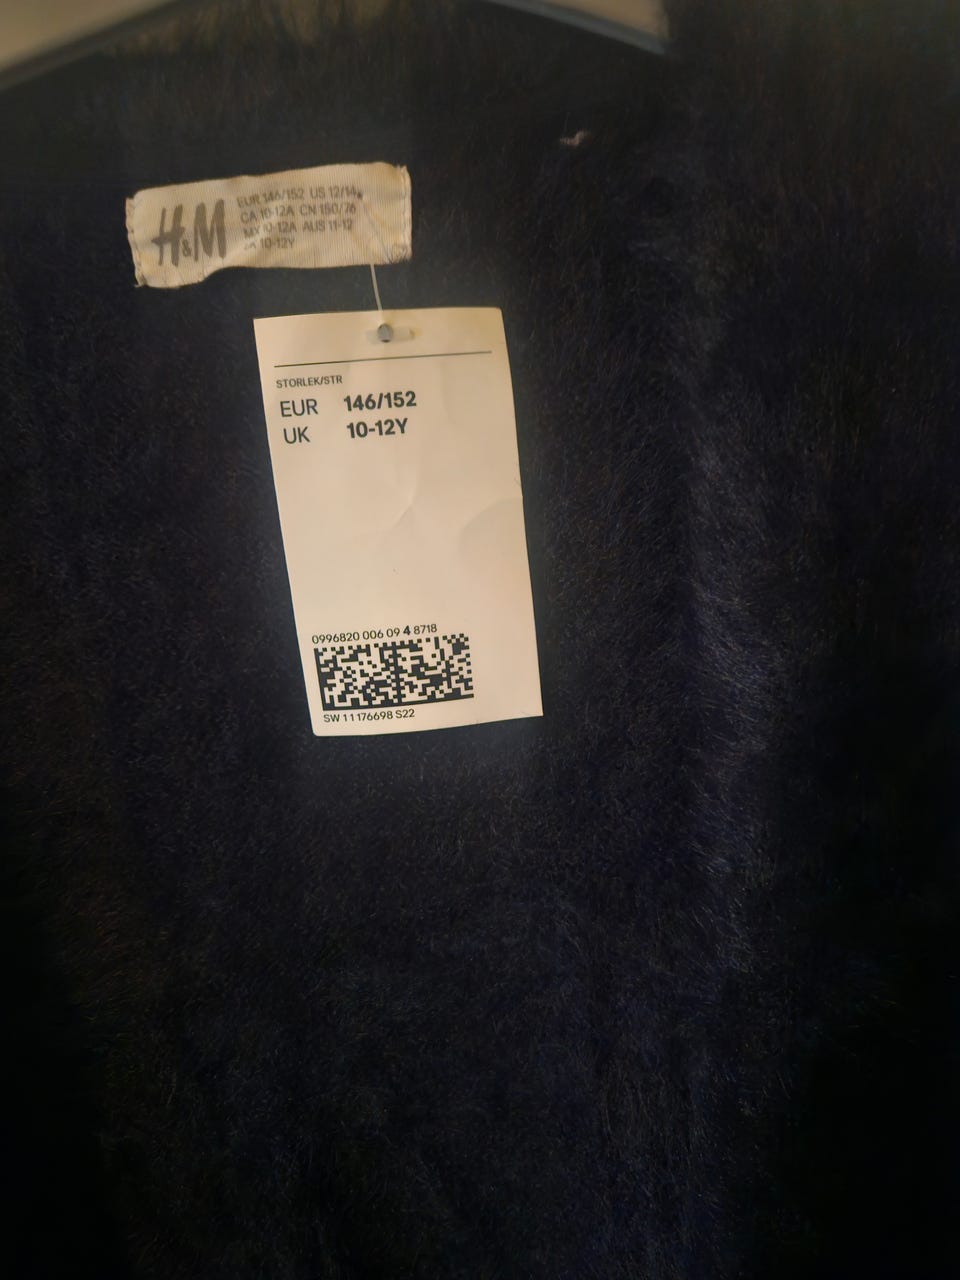 H&M
EUR 146/152 US 12/14
CA 10-12A CN 150/76
MX 10-12A AUS 11-12
10-12Y
STORLEK/STR
EUR 146/152
UK 10-12Y
0996820 006 09 4 8718
SW 11176698 S22